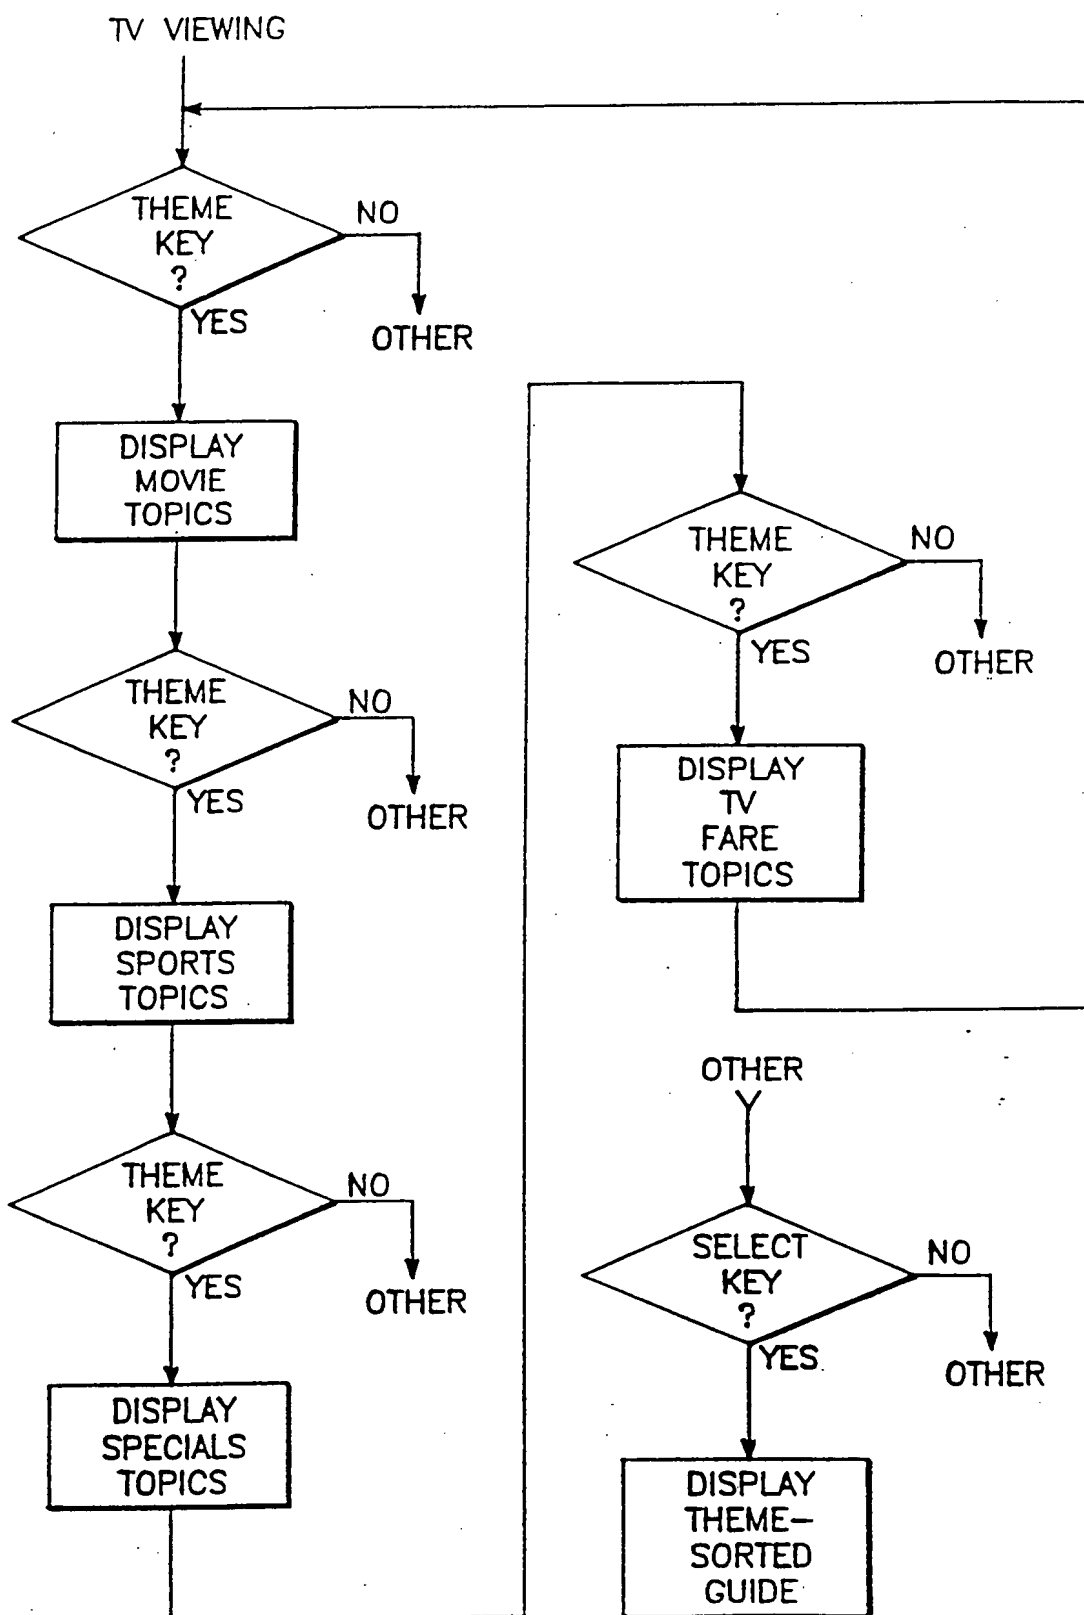 TV VIEWING
THEME
KEY
?
NO
YES
OTHER
DISPLAY
MOVIE
TOPICS
THEME
KEY
?
NO
YES
OTHER
DISPLAY
SPORTS
TOPICS
THEME
KEY
?
NO
YES
OTHER
DISPLAY
SPECIALS
TOPICS
THEME
KEY
?
NO
YES
OTHER
DISPLAY
TV
FARE
TOPICS
OTHER
SELECT
KEY
?
NO
YES
OTHER
DISPLAY
THEME-
SORTED
GUIDE